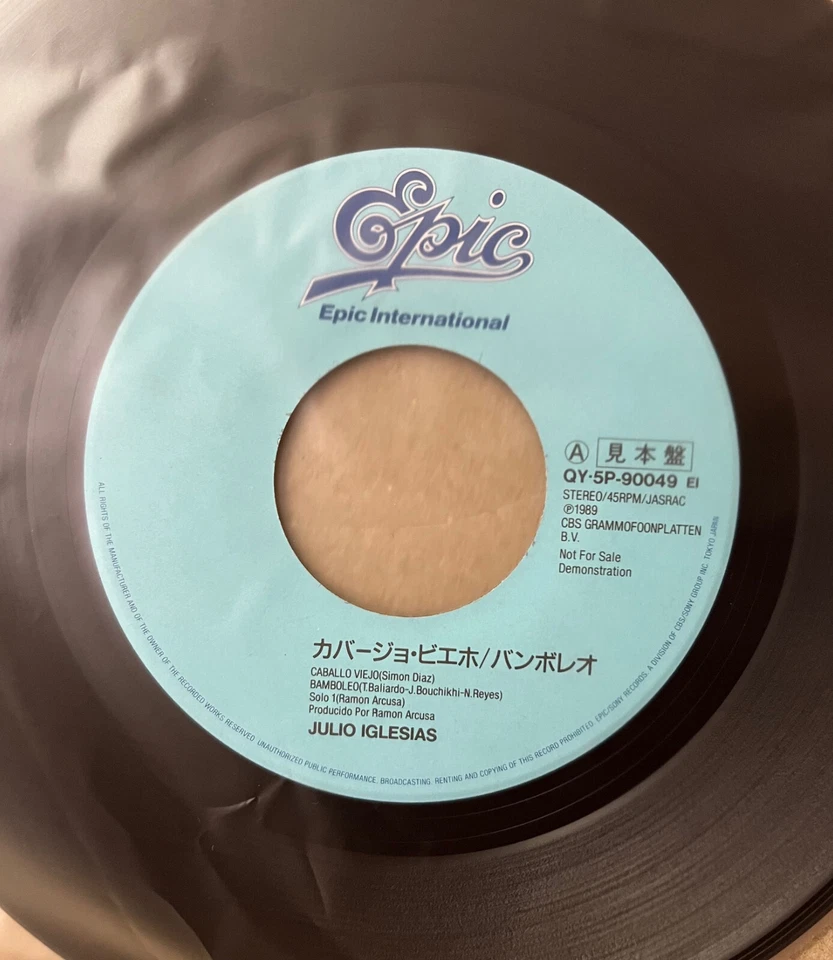 Epic
Epic International
Ⓐ 見本盤
QY·5P-90049 EI
STEREO/45RPM/JASRAC
℗1989
CBS GRAMMOFOONPLATTEN
B.V.
Not For Sale
Demonstration
カバージョ・ビエホ/バンボレオ
CABALLO VIEJO(Simon Diaz)
BAMBOLEO(T.Baliardo-J.Bouchikhi-N.Reyes)
Solo 1(Ramon Arcusa)
Producido Por Ramon Arcusa
JULIO IGLESIAS
ALL RIGHTS OF THE MANUFACTURER AND OF THE OWNER OF THE RECORDED WORKS RESERVED. UNAUTHORIZED PUBLIC PERFORMANCE, BROADCASTING, RENTING AND COPYING OF THIS RECORD PROHIBITED. EPIC/SONY RECORDS. A DIVISION OF CBS/SONY GROUP INC. TOKYO JAPAN